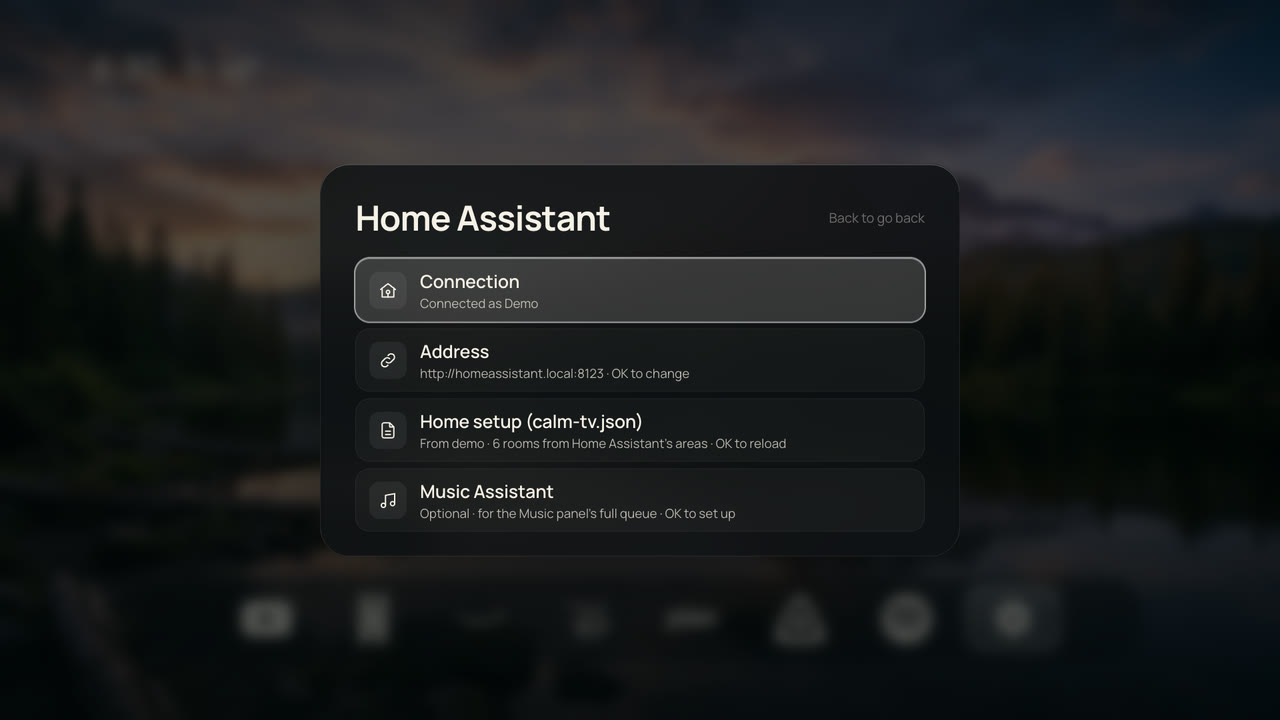 Home Assistant
Back to go back
Connection
Connected as Demo
Address
http://homeassistant.local:8123 · OK to change
Home setup (calm-tv.json)
From demo · 6 rooms from Home Assistant's areas · OK to reload
Music Assistant
Optional · for the Music panel's full queue · OK to set up